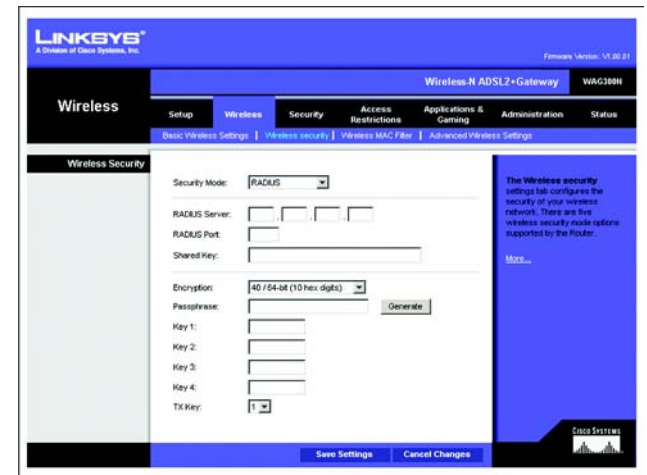 LINKSYS®
A Division of Cisco Systems, Inc.
Firmware Version: V1.00.01
Wireless-N ADSL2+Gateway WAG300N
Wireless
Setup Wireless Security Access Restrictions Applications & Gaming Administration Status
Basic Wireless Settings | Wireless security | Wireless MAC Filter | Advanced Wireless Settings
Wireless Security
Security Mode: RADIUS
RADIUS Server: . . .
RADIUS Port:
Shared Key:
Encryption: 40 / 64-bit (10 hex digits)
Passphrase: Generate
Key 1:
Key 2:
Key 3:
Key 4:
TX Key: 1
The Wireless security
settings tab configures the
security of your wireless
network. There are five
wireless security mode options
supported by the Router.
More...
Save Settings Cancel Changes
CISCO SYSTEMS